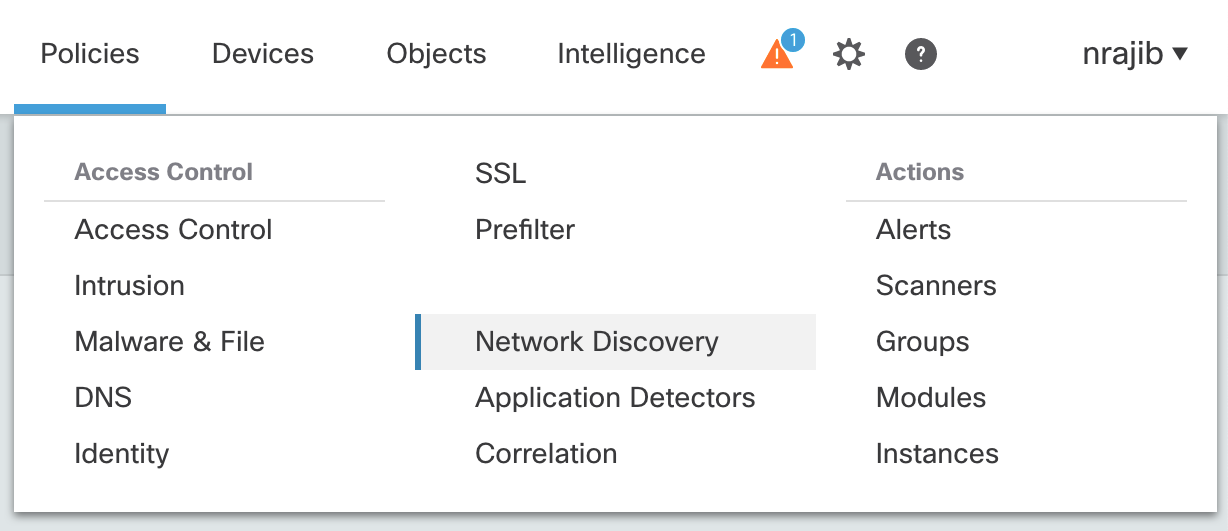 Policies Devices Objects Intelligence 1 nrajib
Access Control
Access Control
Intrusion
Malware & File
DNS
Identity
SSL
Prefilter
Network Discovery
Application Detectors
Correlation
Actions
Alerts
Scanners
Groups
Modules
Instances